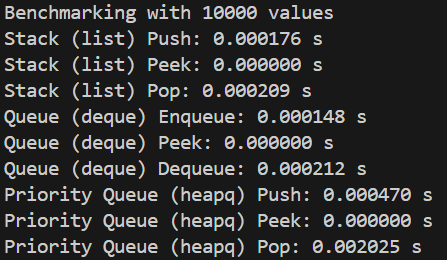 Benchmarking with 10000 values
Stack (list) Push: 0.000176 s
Stack (list) Peek: 0.000000 s
Stack (list) Pop: 0.000209 s
Queue (deque) Enqueue: 0.000148 s
Queue (deque) Peek: 0.000000 s
Queue (deque) Dequeue: 0.000212 s
Priority Queue (heapq) Push: 0.000470 s
Priority Queue (heapq) Peek: 0.000000 s
Priority Queue (heapq) Pop: 0.002025 s